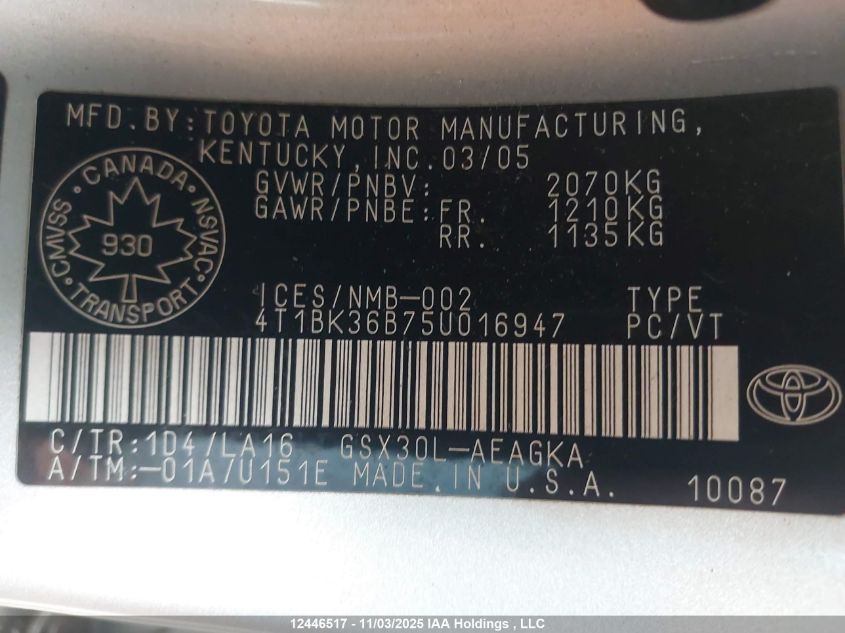 MFD.BY:TOYOTA MOTOR MANUFACTURING,
KENTUCKY,INC.03/05
GVWR/PNBV: 2070KG
GAWR/PNBE:FR. 1210KG
RR. 1135KG
CANADA
CMVSS
NSVAC
930
TRANSPORT
ICES/NMB-002 TYPE
4T1BK36B75U016947 PC/VT
C/TR:1D4/LA16 GSX30L-AEAGKA
A/TM:-01A/U151E MADE IN U.S.A. 10087
12446517 - 11/03/2025 IAA Holdings , LLC